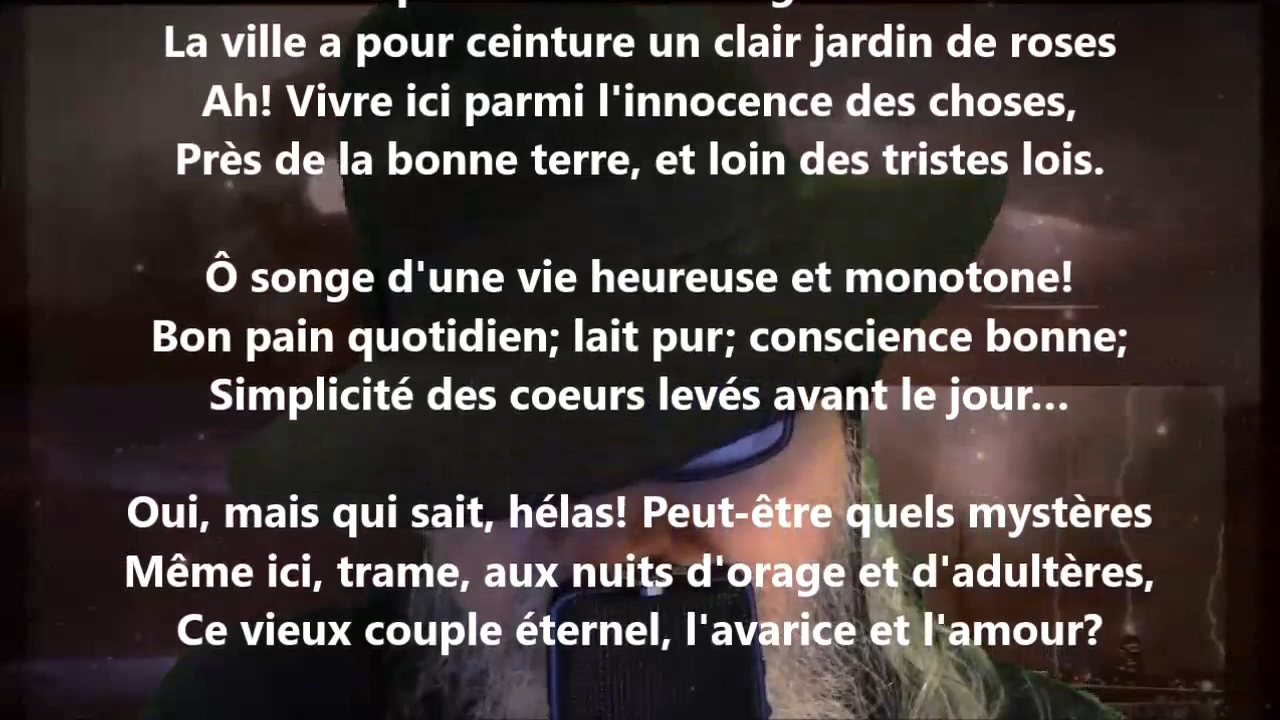 La ville a pour ceinture un clair jardin de roses
Ah! Vivre ici parmi l'innocence des choses,
Près de la bonne terre, et loin des tristes lois.
Ô songe d'une vie heureuse et monotone!
Bon pain quotidien; lait pur; conscience bonne;
Simplicité des coeurs levés avant le jour...
Oui, mais qui sait, hélas! Peut-être quels mystères
Même ici, trame, aux nuits d'orage et d'adultères,
Ce vieux couple éternel, l'avarice et l'amour?